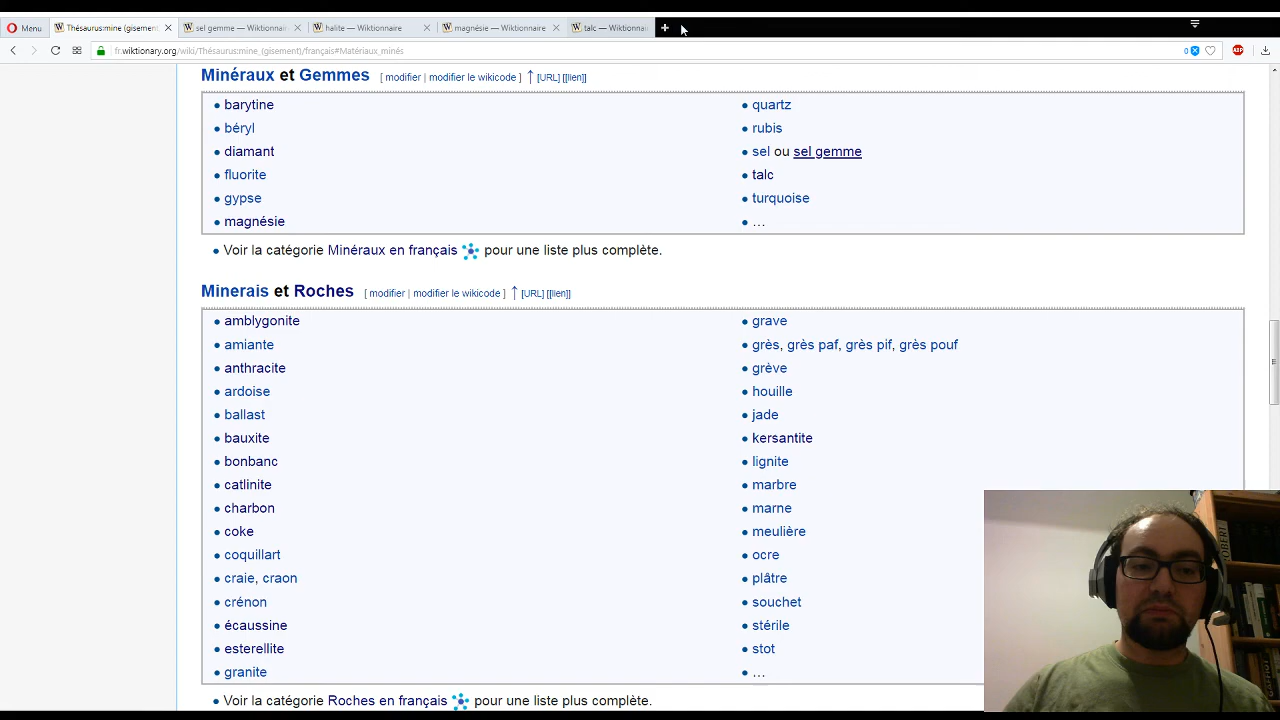 Menu
Thésaurus:mine (gisement)
sel gemme — Wiktionnaire
halite — Wiktionnaire
magnésie — Wiktionnaire
talc — Wiktionnai
fr.wiktionary.org/wiki/Thésaurus:mine_(gisement)/français#Matériaux_minés
0
ABP
Minéraux et Gemmes [ modifier | modifier le wikicode ] ↑ [URL] [[lien]]
• barytine
• béryl
• diamant
• fluorite
• gypse
• magnésie
• quartz
• rubis
• sel ou sel gemme
• talc
• turquoise
• …
• Voir la catégorie Minéraux en français pour une liste plus complète.
Minerais et Roches [ modifier | modifier le wikicode ] ↑ [URL] [[lien]]
• amblygonite
• amiante
• anthracite
• ardoise
• ballast
• bauxite
• bonbanc
• catlinite
• charbon
• coke
• coquillart
• craie, craon
• crénon
• écaussine
• esterellite
• granite
• grave
• grès, grès paf, grès pif, grès pouf
• grève
• houille
• jade
• kersantite
• lignite
• marbre
• marne
• meulière
• ocre
• plâtre
• souchet
• stérile
• stot
• …
• Voir la catégorie Roches en français pour une liste plus complète.